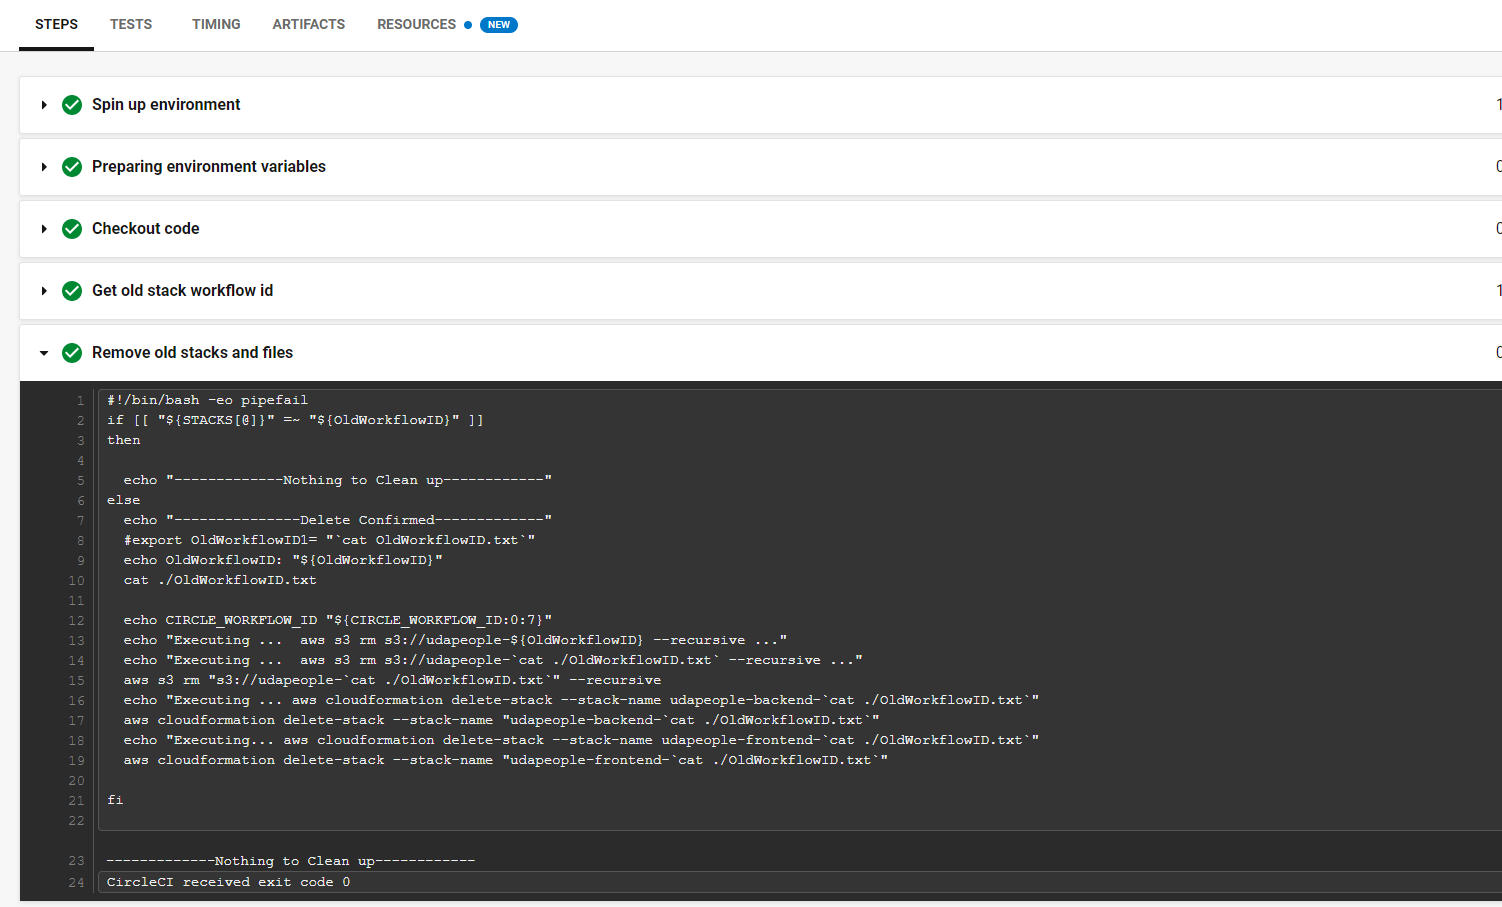 STEPS TESTS TIMING ARTIFACTS RESOURCES NEW
Spin up environment 1
Preparing environment variables
Checkout code
Get old stack workflow id 1
Remove old stacks and files
1 #!/bin/bash -eo pipefail
2 if [[ "${STACKS[@]}" =~ "${OldWorkflowID}" ]]
3 then
4
5   echo "-------------Nothing to Clean up------------"
6 else
7   echo "---------------Delete Confirmed-------------"
8   #export OldWorkflowID1= "`cat OldWorkflowID.txt`"
9   echo OldWorkflowID: "${OldWorkflowID}"
10   cat ./OldWorkflowID.txt
11
12   echo CIRCLE_WORKFLOW_ID "${CIRCLE_WORKFLOW_ID:0:7}"
13   echo "Executing ...  aws s3 rm s3://udapeople-${OldWorkflowID} --recursive ..."
14   echo "Executing ...  aws s3 rm s3://udapeople-`cat ./OldWorkflowID.txt` --recursive ..."
15   aws s3 rm "s3://udapeople-`cat ./OldWorkflowID.txt`" --recursive
16   echo "Executing ... aws cloudformation delete-stack --stack-name udapeople-backend-`cat ./OldWorkflowID.txt`"
17   aws cloudformation delete-stack --stack-name "udapeople-backend-`cat ./OldWorkflowID.txt`"
18   echo "Executing... aws cloudformation delete-stack --stack-name udapeople-frontend-`cat ./OldWorkflowID.txt`"
19   aws cloudformation delete-stack --stack-name "udapeople-frontend-`cat ./OldWorkflowID.txt`"
20
21 fi
22
23 -------------Nothing to Clean up------------
24 CircleCI received exit code 0